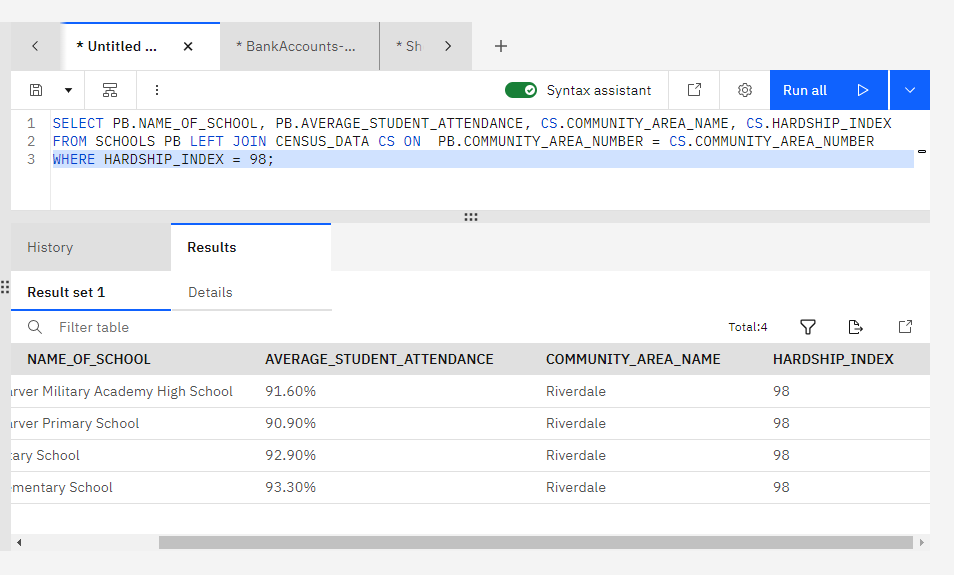 * Untitled ... * BankAccounts-... * Sh
Syntax assistant Run all
1 SELECT PB.NAME_OF_SCHOOL, PB.AVERAGE_STUDENT_ATTENDANCE, CS.COMMUNITY_AREA_NAME, CS.HARDSHIP_INDEX
2 FROM SCHOOLS PB LEFT JOIN CENSUS_DATA CS ON  PB.COMMUNITY_AREA_NUMBER = CS.COMMUNITY_AREA_NUMBER
3 WHERE HARDSHIP_INDEX = 98;
History Results
Result set 1 Details
Filter table Total:4
NAME_OF_SCHOOL AVERAGE_STUDENT_ATTENDANCE COMMUNITY_AREA_NAME HARDSHIP_INDEX
arver Military Academy High School 91.60% Riverdale 98
arver Primary School 90.90% Riverdale 98
tary School 92.90% Riverdale 98
ementary School 93.30% Riverdale 98